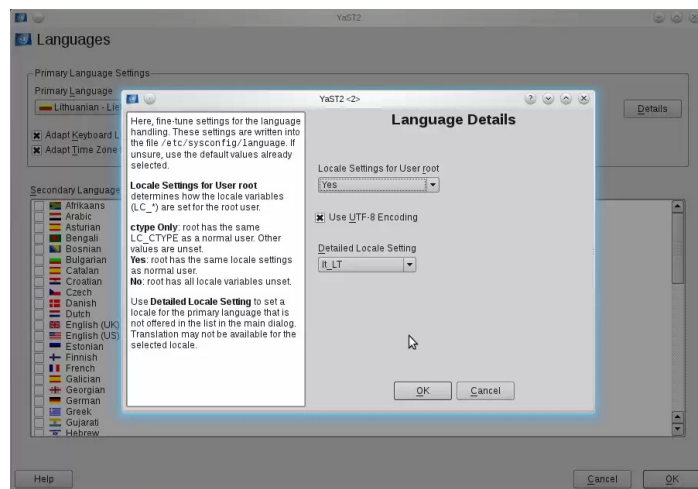 YaST2
Languages
Primary Language Settings
Primary Language
Lithuanian - Lie
Details
Adapt Keyboard L
Adapt Time Zone
Secondary Language
Afrikaans
Arabic
Asturian
Bengali
Bosnian
Bulgarian
Catalan
Croatian
Czech
Danish
Dutch
English (UK)
English (US)
Estonian
Finnish
French
Galician
Georgian
German
Greek
Gujarati
Hebrew
Help
Cancel
OK
YaST2 <2>
Here, fine-tune settings for the language
handling. These settings are written into
the file /etc/sysconfig/language. If
unsure, use the default values already
selected.
Locale Settings for User root
determines how the locale variables
(LC_*) are set for the root user.
ctype Only: root has the same
LC_CTYPE as a normal user. Other
values are unset.
Yes: root has the same locale settings
as normal user.
No: root has all locale variables unset.
Use Detailed Locale Setting to set a
locale for the primary language that is
not offered in the list in the main dialog.
Translation may not be available for the
selected locale.
Language Details
Locale Settings for User root
Yes
Use UTF-8 Encoding
Detailed Locale Setting
lt_LT
OK
Cancel